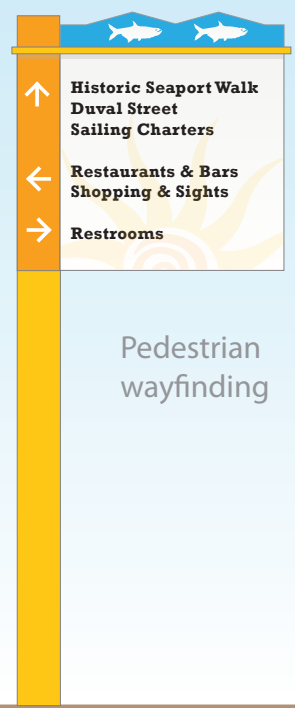 Historic Seaport Walk
Duval Street
Sailing Charters
Restaurants & Bars
Shopping & Sights
Restrooms
Pedestrian
wayfinding